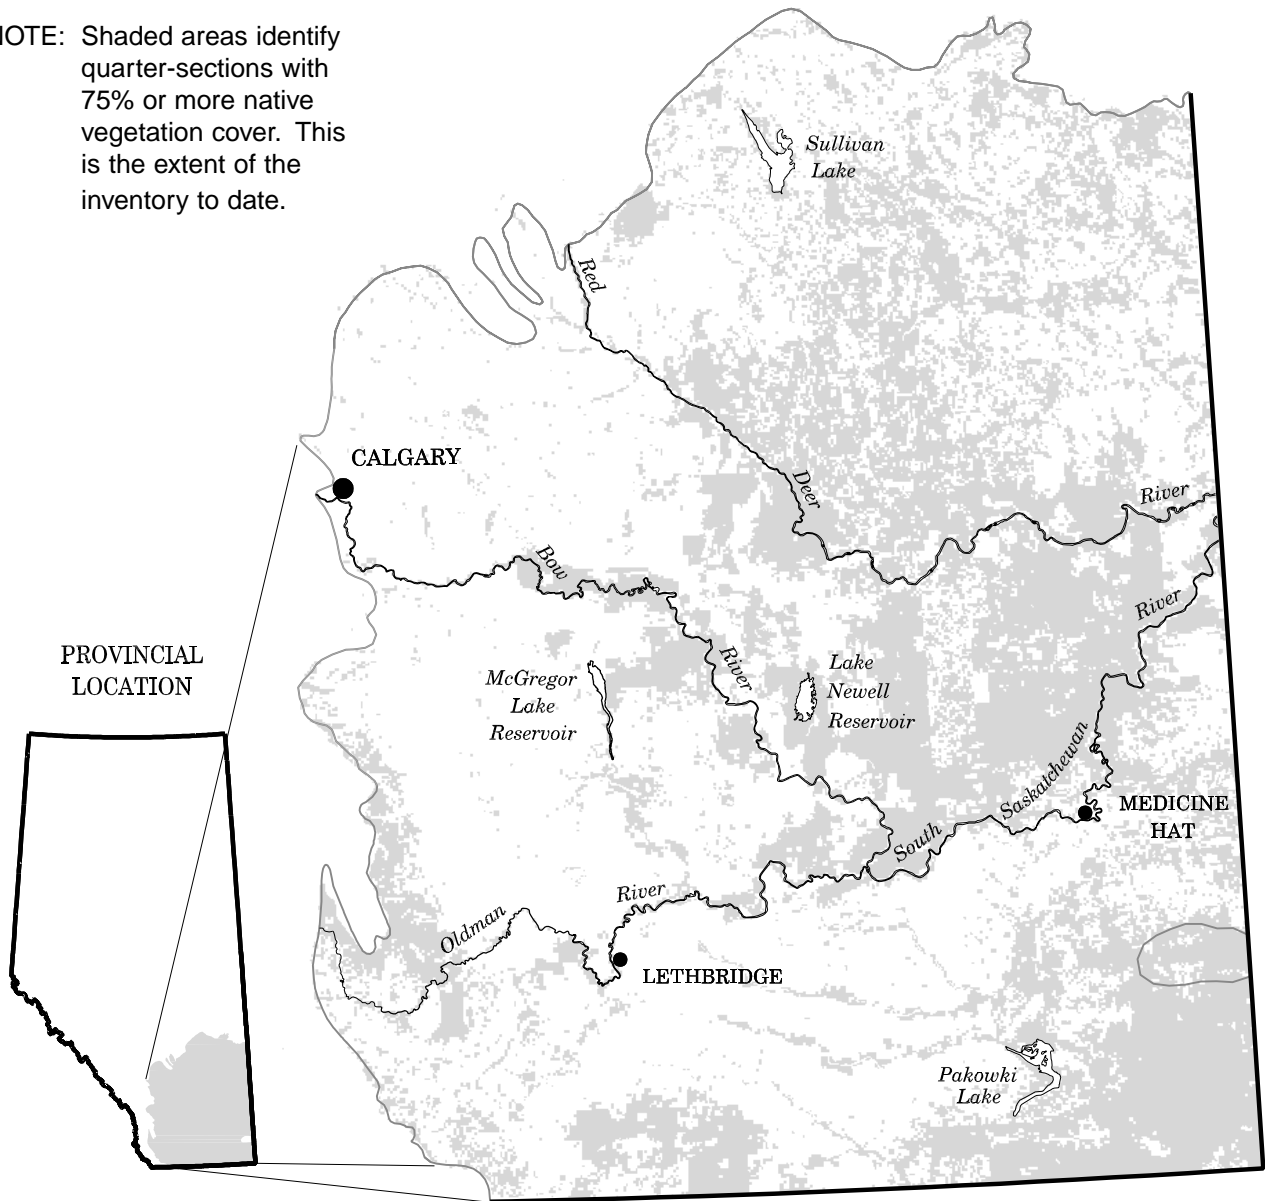 NOTE: Shaded areas identify
quarter-sections with
75% or more native
vegetation cover. This
is the extent of the
inventory to date.
Sullivan
Lake
Red
CALGARY
Deer
River
Bow
River
PROVINCIAL
LOCATION
McGregor
Lake
Reservoir
River
Lake
Newell
Reservoir
Saskatchewan
MEDICINE
HAT
South
River
Oldman
LETHBRIDGE
Pakowki
Lake